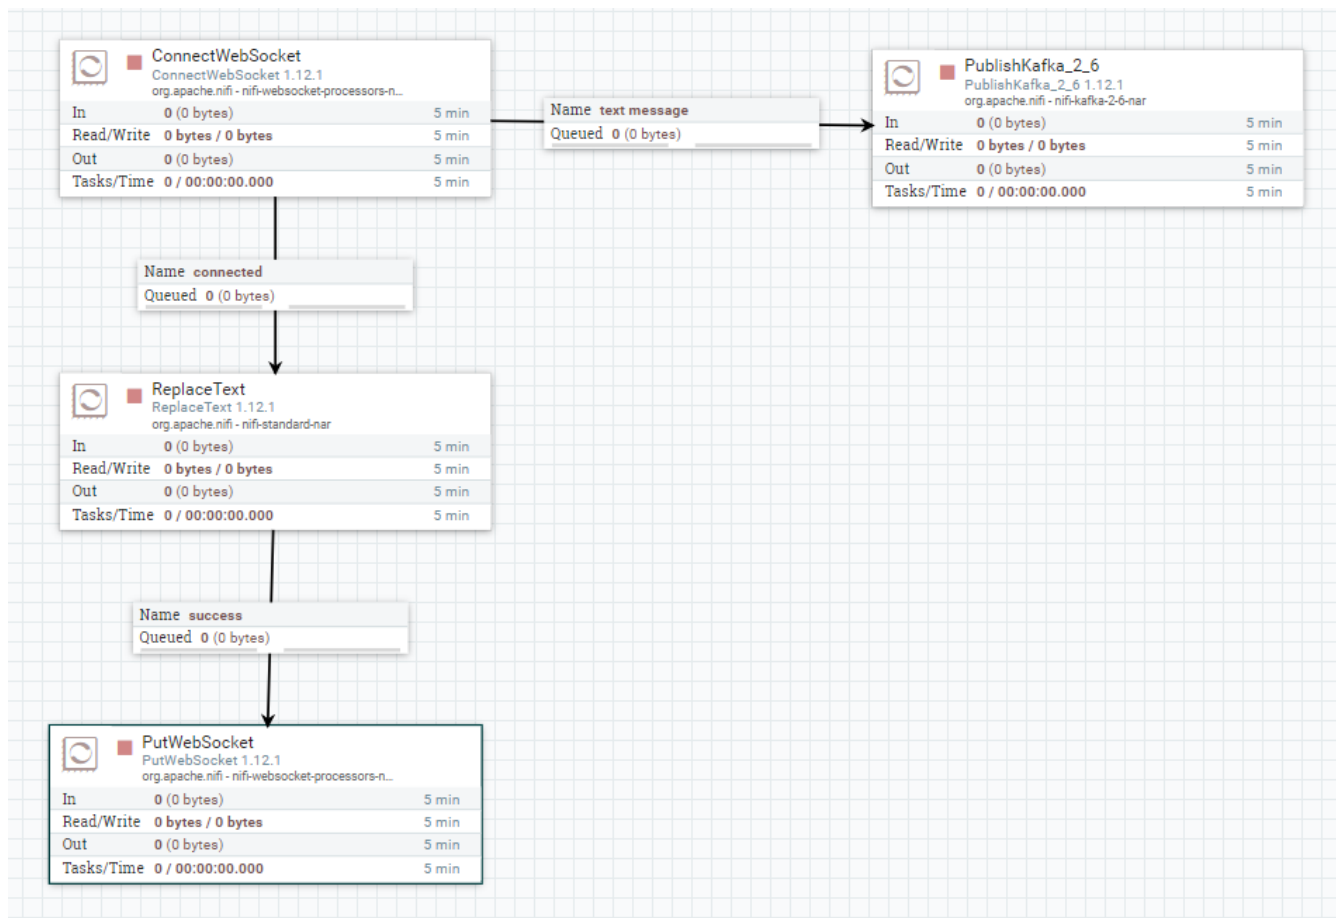 ConnectWebSocket
ConnectWebSocket 1.12.1
org.apache.nifi - nifi-websocket-processors-n...
In 0 (0 bytes) 5 min
Read/Write 0 bytes / 0 bytes 5 min
Out 0 (0 bytes) 5 min
Tasks/Time 0 / 00:00:00.000 5 min
Name text message
Queued 0 (0 bytes)
PublishKafka_2_6
PublishKafka_2_6 1.12.1
org.apache.nifi - nifi-kafka-2-6-nar
In 0 (0 bytes) 5 min
Read/Write 0 bytes / 0 bytes 5 min
Out 0 (0 bytes) 5 min
Tasks/Time 0 / 00:00:00.000 5 min
Name connected
Queued 0 (0 bytes)
ReplaceText
ReplaceText 1.12.1
org.apache.nifi - nifi-standard-nar
In 0 (0 bytes) 5 min
Read/Write 0 bytes / 0 bytes 5 min
Out 0 (0 bytes) 5 min
Tasks/Time 0 / 00:00:00.000 5 min
Name success
Queued 0 (0 bytes)
PutWebSocket
PutWebSocket 1.12.1
org.apache.nifi - nifi-websocket-processors-n...
In 0 (0 bytes) 5 min
Read/Write 0 bytes / 0 bytes 5 min
Out 0 (0 bytes) 5 min
Tasks/Time 0 / 00:00:00.000 5 min